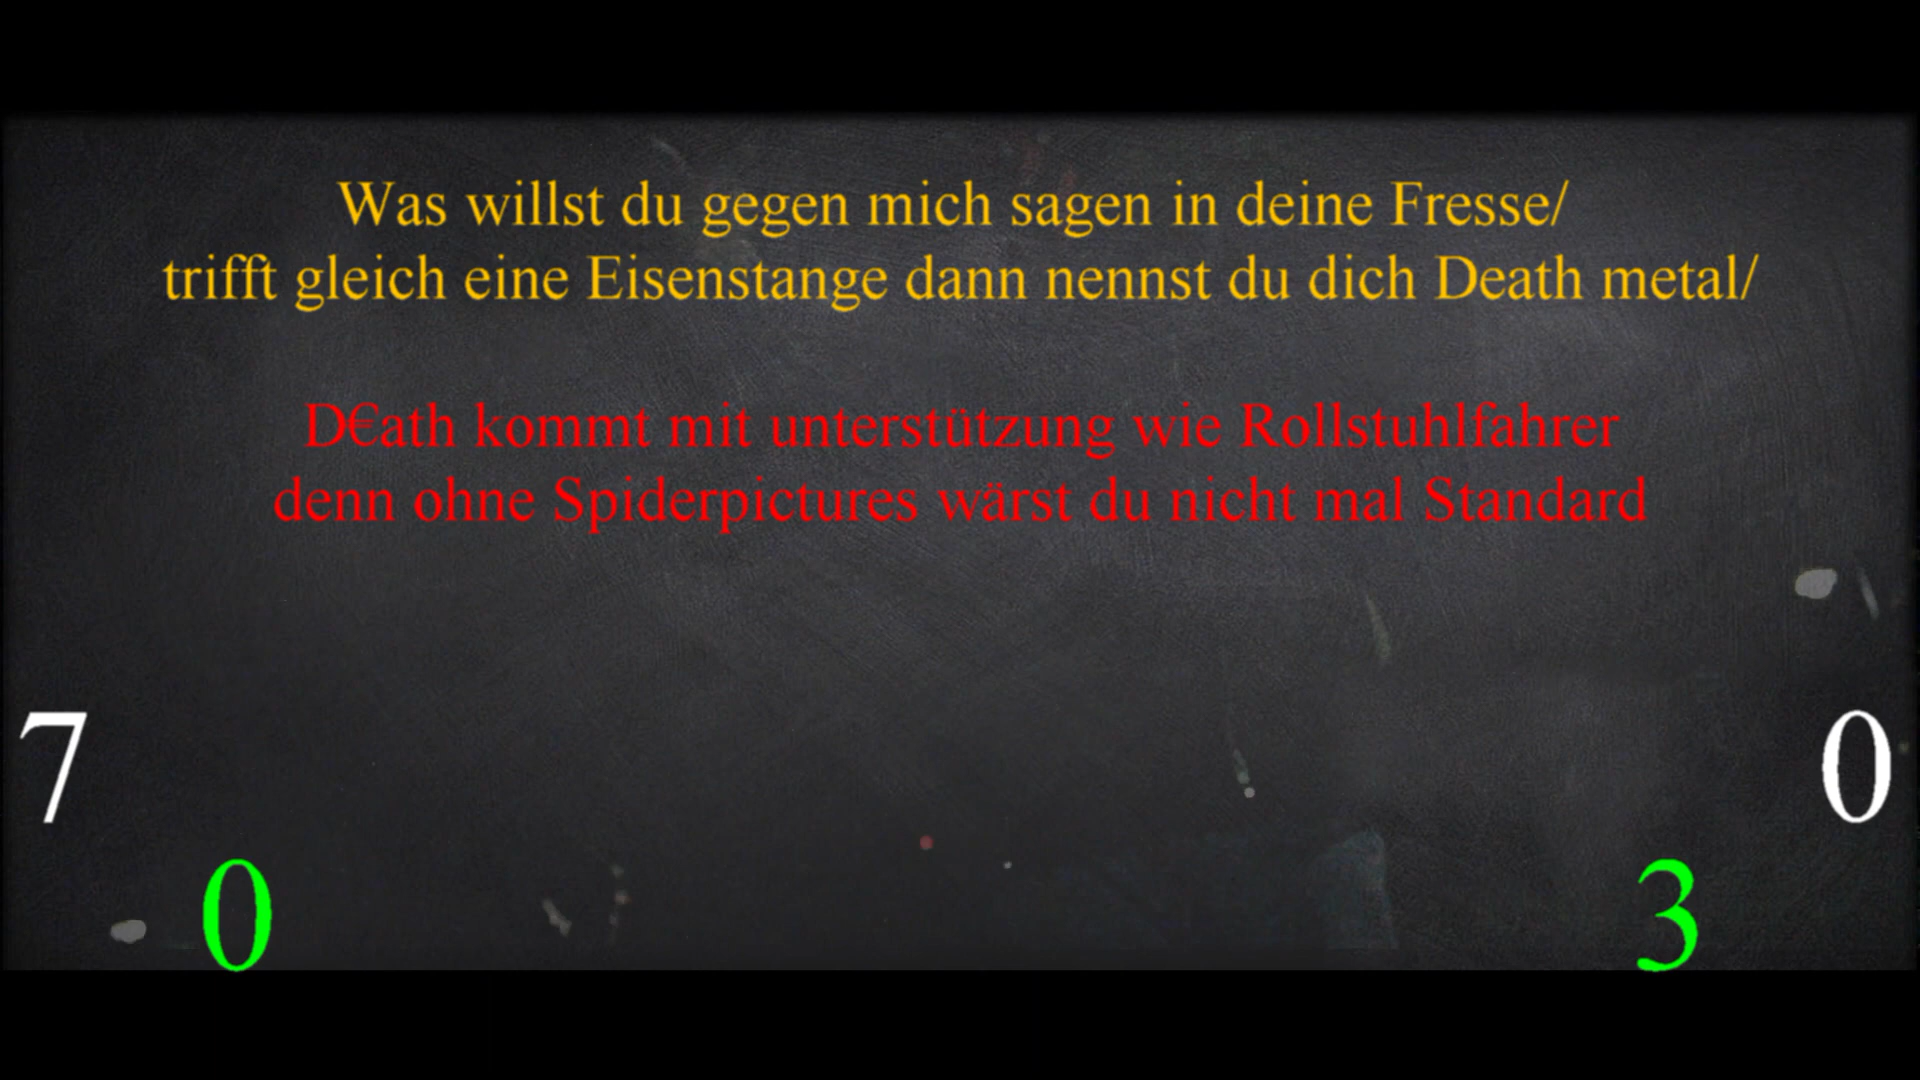 Was willst du gegen mich sagen in deine Fresse/
trifft gleich eine Eisenstange dann nennst du dich Death metal/
D€ath kommt mit unterstützung wie Rollstuhlfahrer
denn ohne Spiderpictures wärst du nicht mal Standard
7 0
0 3